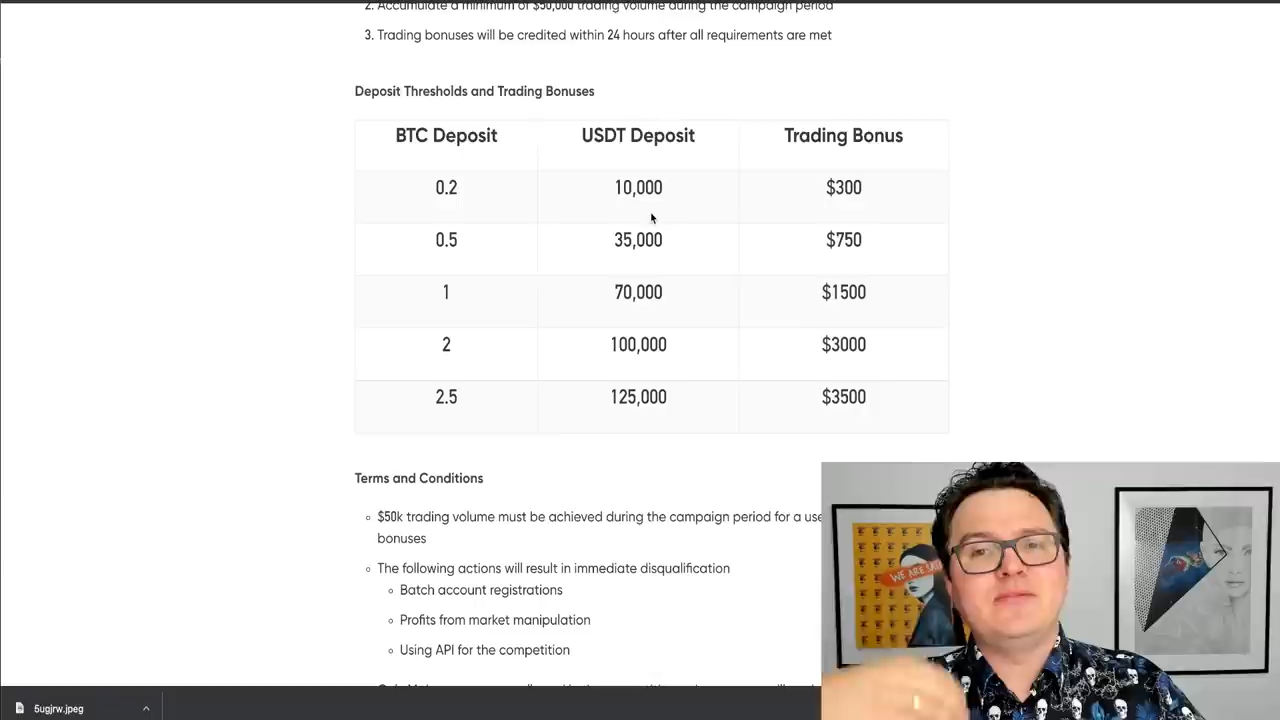 2. Accumulate a minimum of $50,000 trading volume during the campaign period
3. Trading bonuses will be credited within 24 hours after all requirements are met
Deposit Thresholds and Trading Bonuses
BTC Deposit USDT Deposit Trading Bonus
0.2 10,000 $300
0.5 35,000 $750
1 70,000 $1500
2 100,000 $3000
2.5 125,000 $3500
Terms and Conditions
$50k trading volume must be achieved during the campaign period for a use
bonuses
The following actions will result in immediate disqualification
Batch account registrations
Profits from market manipulation
Using API for the competition
WE ARE
5ugjrw.jpeg